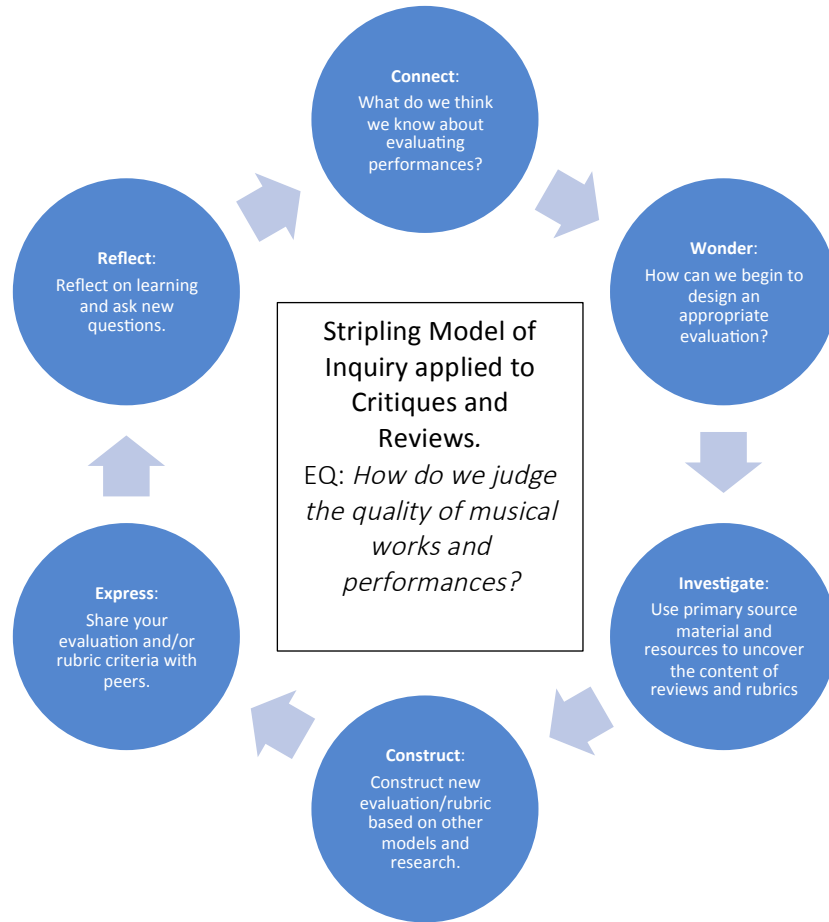 Connect:
What do we think
we know about
evaluating
performances?
Wonder:
How can we begin to
design an
appropriate
evaluation?
Investigate:
Use primary source
material and
resources to uncover
the content of
reviews and rubrics
Construct:
Construct new
evaluation/rubric
based on other
models and
research.
Express:
Share your
evaluation and/or
rubric criteria with
peers.
Reflect:
Reflect on learning
and ask new
questions.
Stripling Model of
Inquiry applied to
Critiques and
Reviews.
EQ: How do we judge
the quality of musical
works and
performances?